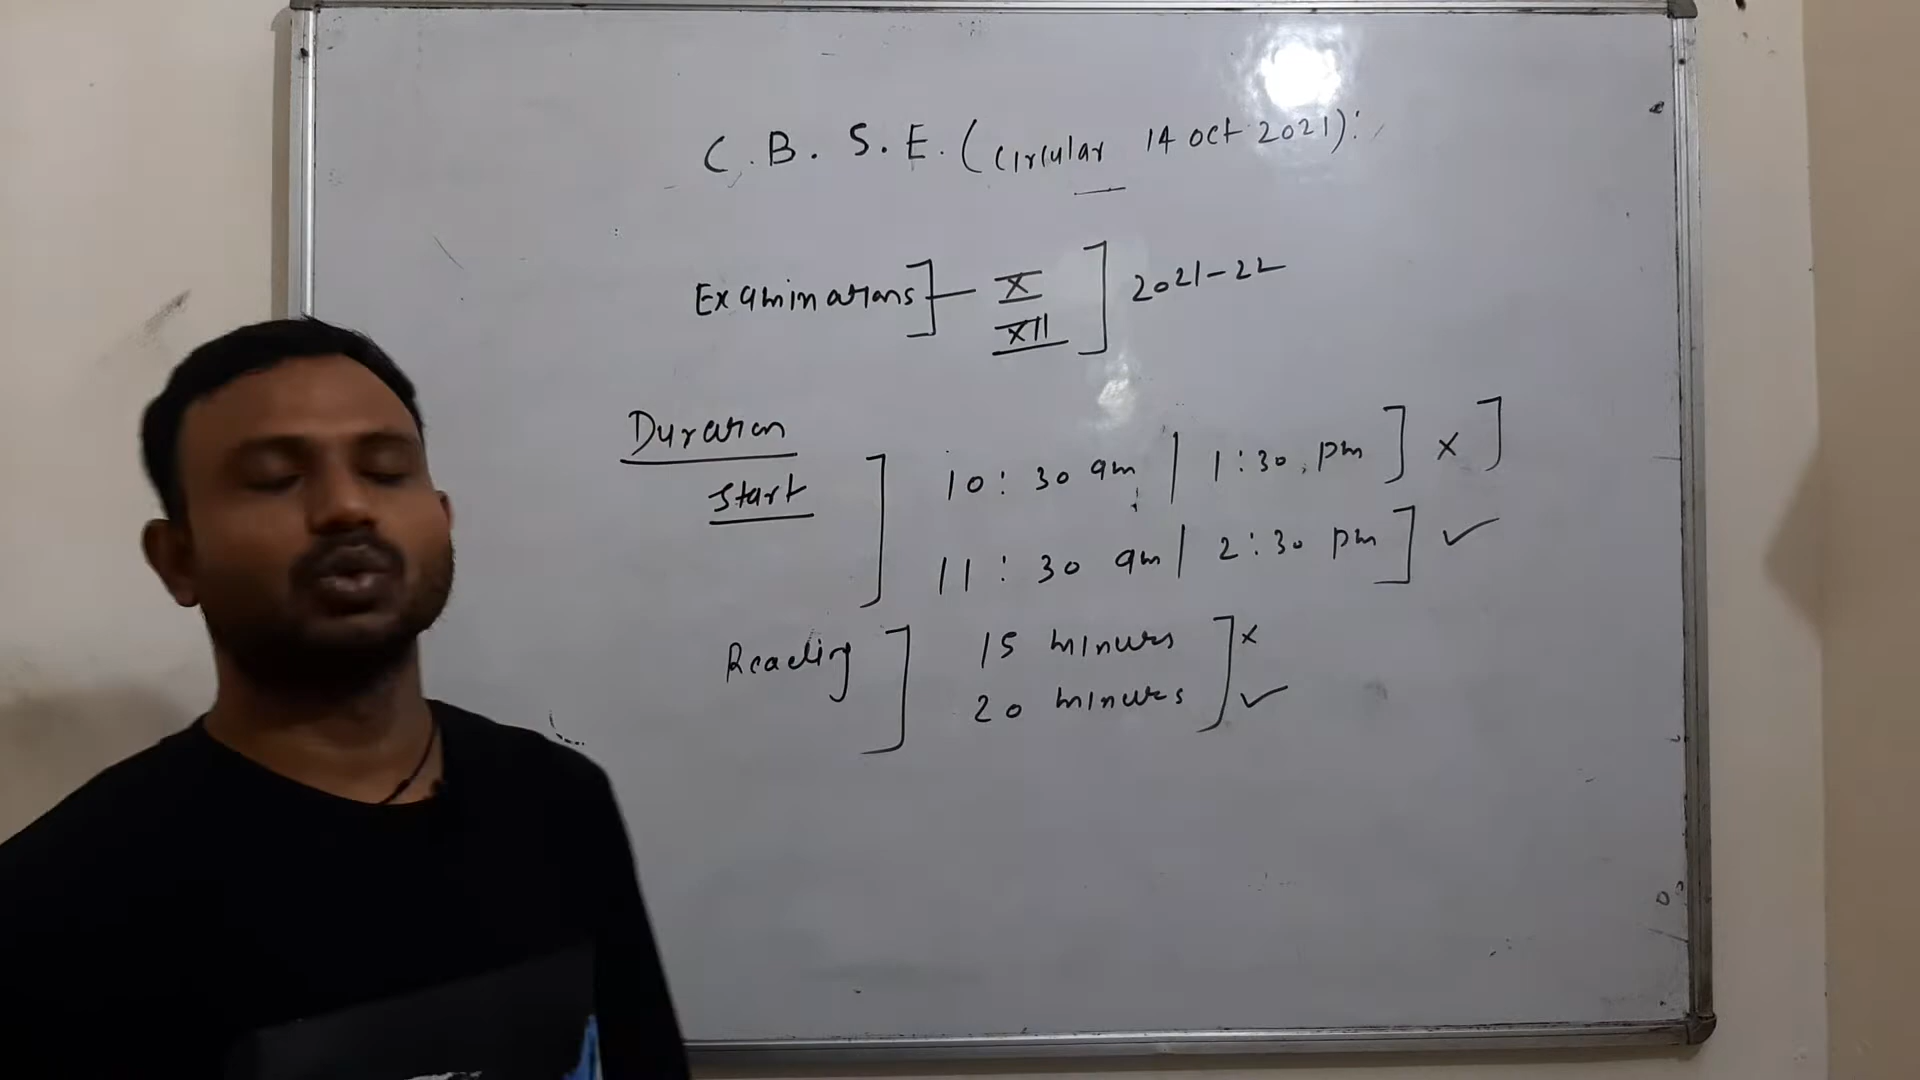 C.B.S.E. (Circular 14 Oct 2021):
Examinations] — X
XII ] 2021-22
Duration
Start ] 10:30 am | 1:30 pm ] × ]
11:30 am | 2:30 pm ] ✓
Reading ] 15 minutes ] ×
20 minutes ] ✓